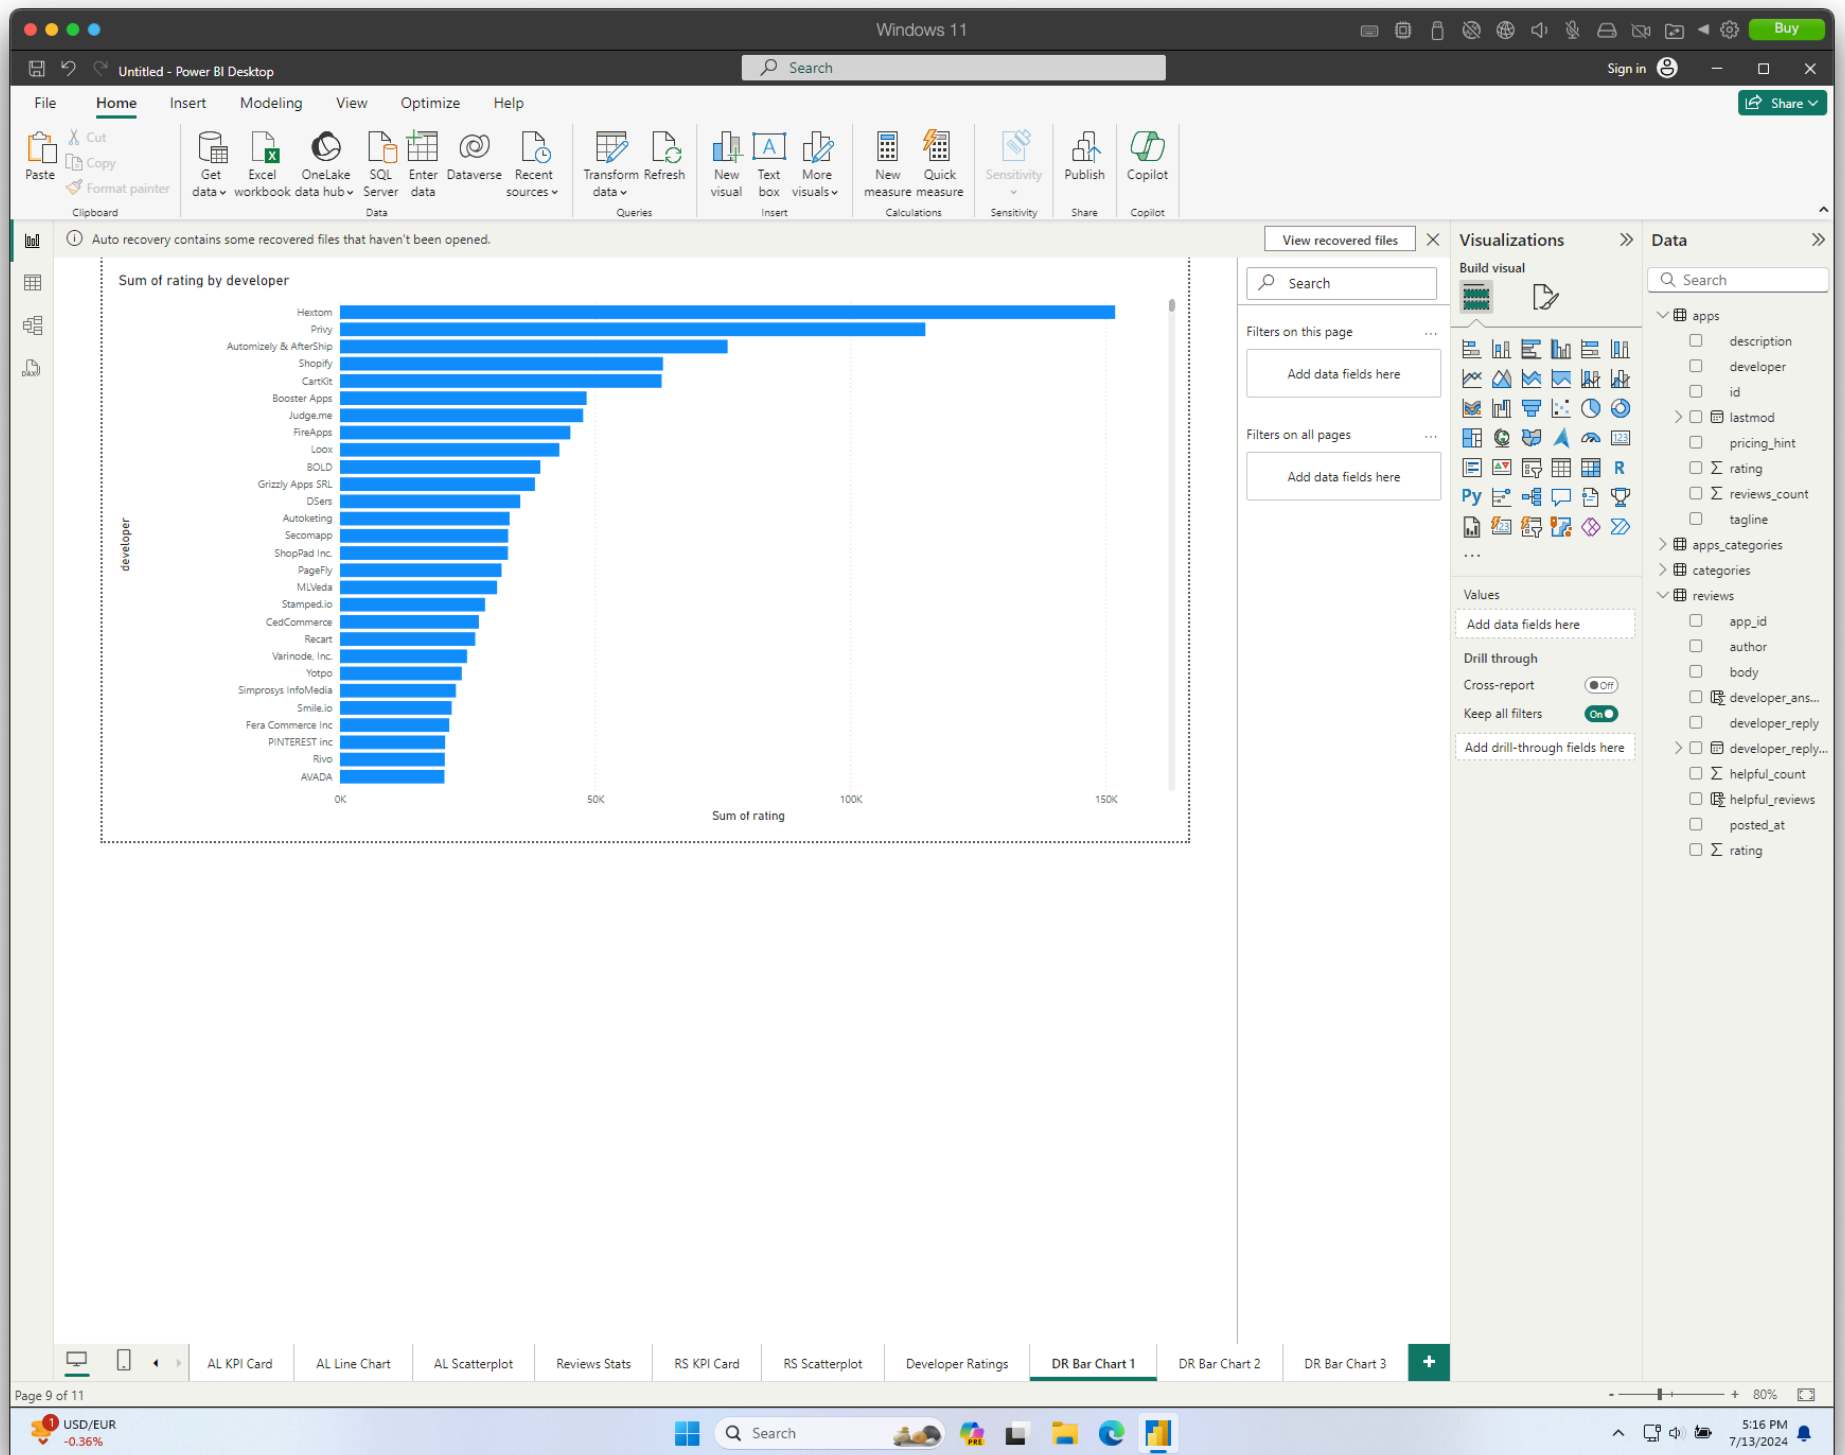 Windows 11
Buy
Untitled - Power BI Desktop
Search
Sign in
File Home Insert Modeling View Optimize Help
Share
Paste
Cut
Copy
Format painter
Clipboard
Get data
Excel workbook
OneLake data hub
SQL Server
Enter data
Dataverse
Recent sources
Data
Transform data
Refresh
Queries
New visual
Text box
More visuals
Insert
New measure
Quick measure
Calculations
Sensitivity
Sensitivity
Publish
Share
Copilot
Copilot
Auto recovery contains some recovered files that haven't been opened.
View recovered files
Sum of rating by developer
developer
Hextom
Privy
Automizely & AfterShip
Shopify
CartKit
Booster Apps
Judge.me
FireApps
Loox
BOLD
Grizzly Apps SRL
DSers
Autoketing
Secomapp
ShopPad Inc.
PageFly
MLVeda
Stamped.io
CedCommerce
Recart
Varinode, Inc.
Yotpo
Simprosys InfoMedia
Smile.io
Fera Commerce Inc
PINTEREST inc
Rivo
AVADA
0K 50K 100K 150K
Sum of rating
Search
Filters on this page
...
Add data fields here
Filters on all pages
...
Add data fields here
Visualizations
Build visual
123
R
Py
123
...
Values
Add data fields here
Drill through
Cross-report
Off
Keep all filters
On
Add drill-through fields here
Data
Search
apps
description
developer
id
lastmod
pricing_hint
rating
reviews_count
tagline
apps_categories
categories
reviews
app_id
author
body
developer_ans...
developer_reply
developer_reply...
helpful_count
helpful_reviews
posted_at
rating
DAX
AL KPI Card
AL Line Chart
AL Scatterplot
Reviews Stats
RS KPI Card
RS Scatterplot
Developer Ratings
DR Bar Chart 1
DR Bar Chart 2
DR Bar Chart 3
+
Page 9 of 11
- + 80%
1
USD/EUR
-0.36%
Search
PRE
5:16 PM
7/13/2024